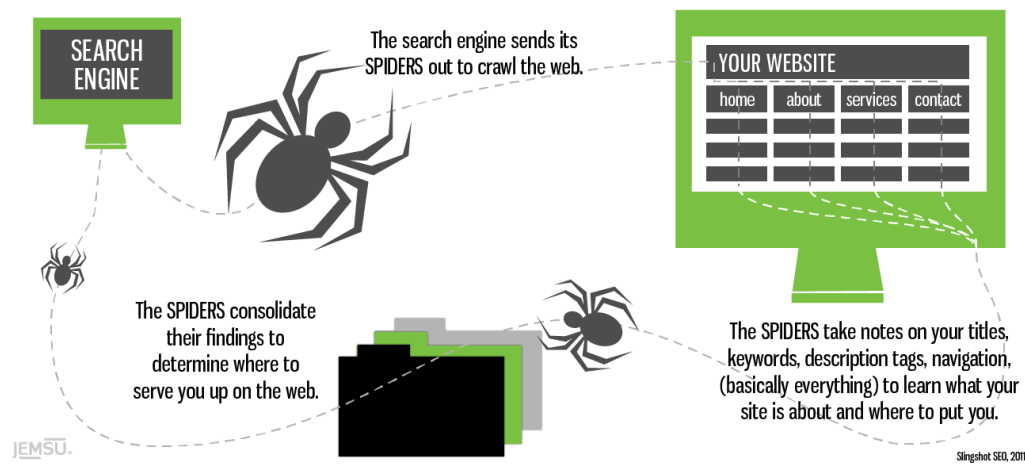 SEARCH
ENGINE
The search engine sends its
SPIDERS out to crawl the web.
YOUR WEBSITE
home about services contact
The SPIDERS take notes on your titles,
keywords, description tags, navigation,
(basically everything) to learn what your
site is about and where to put you.
The SPIDERS consolidate
their findings to
determine where to
serve you up on the web.
JEMSU
Slingshot SEO, 2011